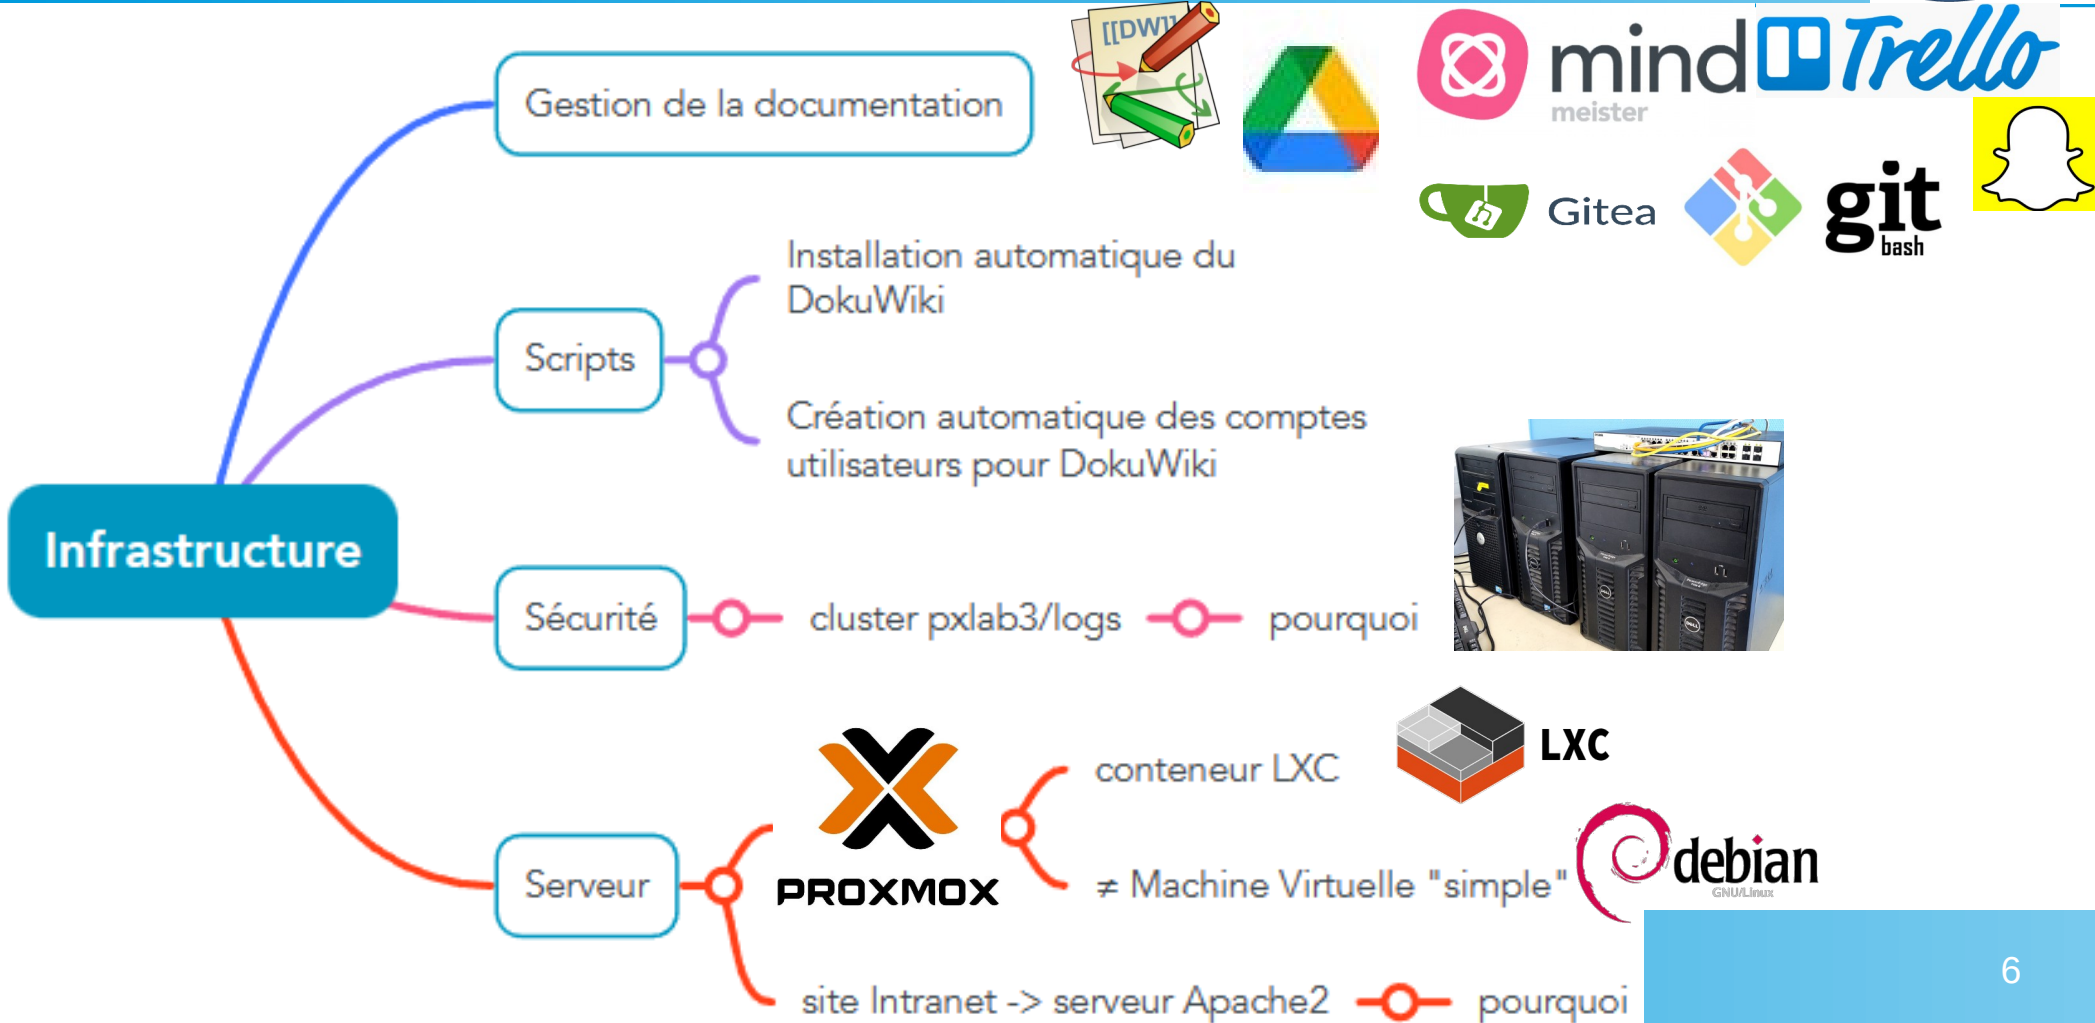 [[DW]]
mind
meister
Trello
Gestion de la documentation
Gitea
git
bash
Installation automatique du
DokuWiki
Scripts
Création automatique des comptes
utilisateurs pour DokuWiki
Infrastructure
Sécurité
cluster pxlab3/logs
pourquoi
DELL
DELL
PROXMOX
conteneur LXC
LXC
Serveur
≠ Machine Virtuelle "simple"
debian
GNU/Linux
site Intranet -> serveur Apache2
pourquoi
6